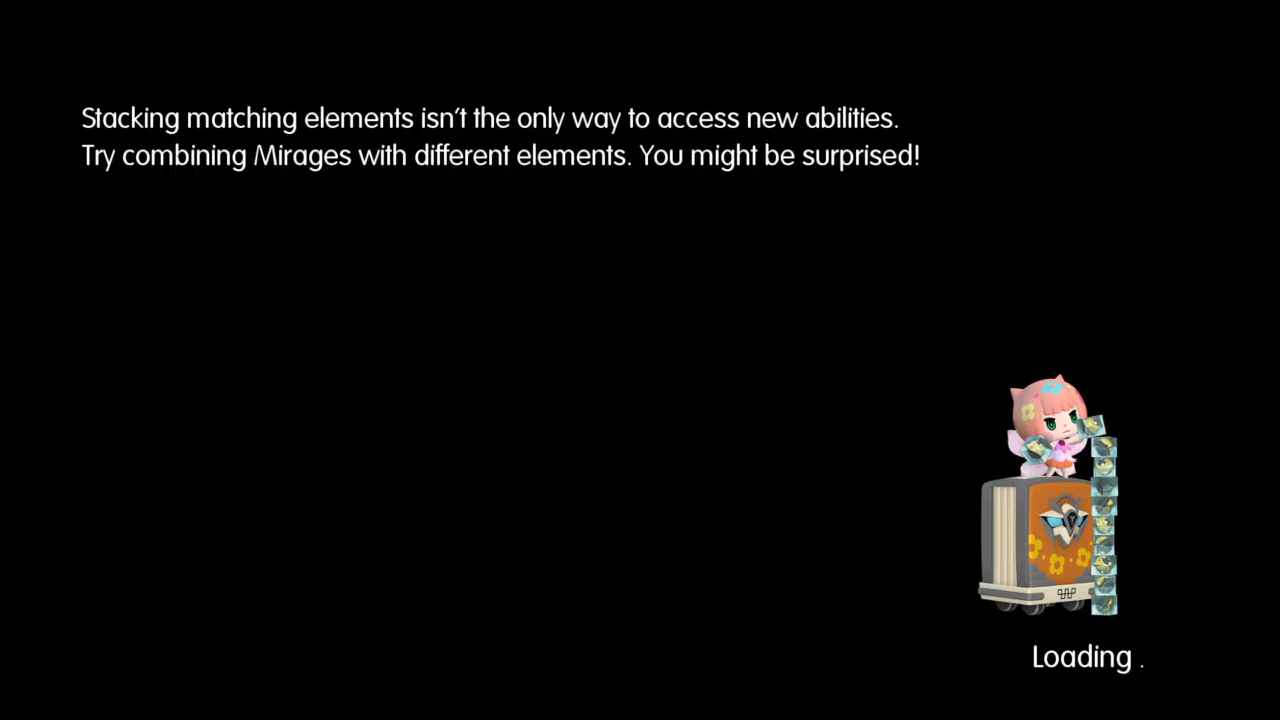 Stacking matching elements isn't the only way to access new abilities.
Try combining Mirages with different elements. You might be surprised!
Loading .